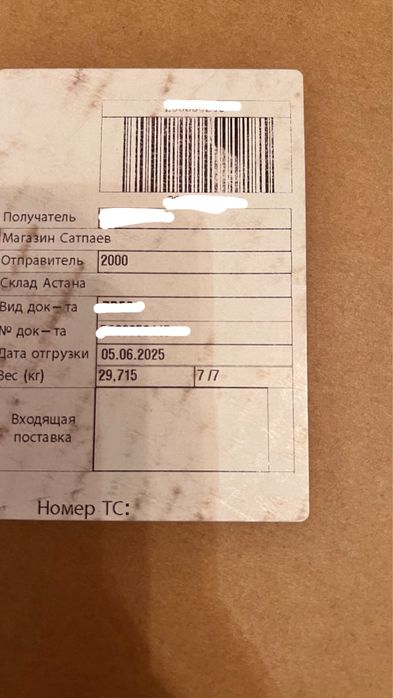 Получатель
Магазин Сатпаев
Отправитель 2000
Склад Астана
Вид док-та
№ док-та
Дата отгрузки 05.06.2025
Вес (кг) 29,715 7 /7
Входящая
поставка
Номер ТС: